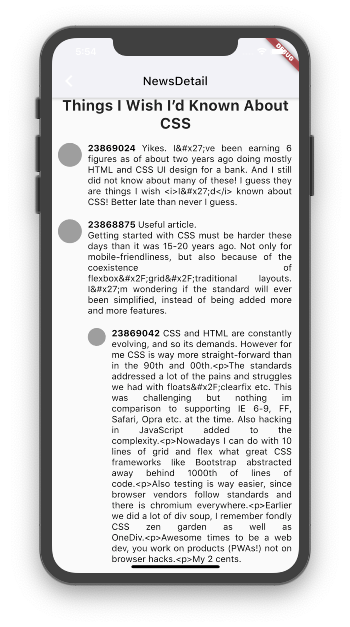 5:54
DEBUG
NewsDetail
Things I Wish I’d Known About
CSS
23869024 Yikes. I&#x27;ve been earning 6
figures as of about two years ago doing mostly
HTML and CSS UI design for a bank. And I still
did not know about many of these! I guess they
are things I wish <i>I&#x27;d</i> known about
CSS! Better late than never I guess.
23868875 Useful article.
Getting started with CSS must be harder these
days than it was 15-20 years ago. Not only for
mobile-friendliness, but also because of the
coexistence of
flexbox&#x2F;grid&#x2F;traditional layouts.
I&#x27;m wondering if the standard will ever
been simplified, instead of being added more
and more features.
23869042 CSS and HTML are constantly
evolving, and so its demands. However for
me CSS is way more straight-forward than
in the 90th and 00th.<p>The standards
addressed a lot of the pains and struggles
we had with floats&#x2F;clearfix etc. This
was challenging but nothing im
comparison to supporting IE 6-9, FF,
Safari, Opra etc. at the time. Also hacking
in JavaScript added to the
complexity.<p>Nowadays I can do with 10
lines of grid and flex what great CSS
frameworks like Bootstrap abstracted
away behind 1000th of lines of
code.<p>Also testing is way easier, since
browser vendors follow standards and
there is chromium everywhere.<p>Earlier
we did a lot of div soup, I remember fondly
CSS zen garden as well as
OneDiv.<p>Awesome times to be a web
dev, you work on products (PWAs!) not on
browser hacks.<p>My 2 cents.